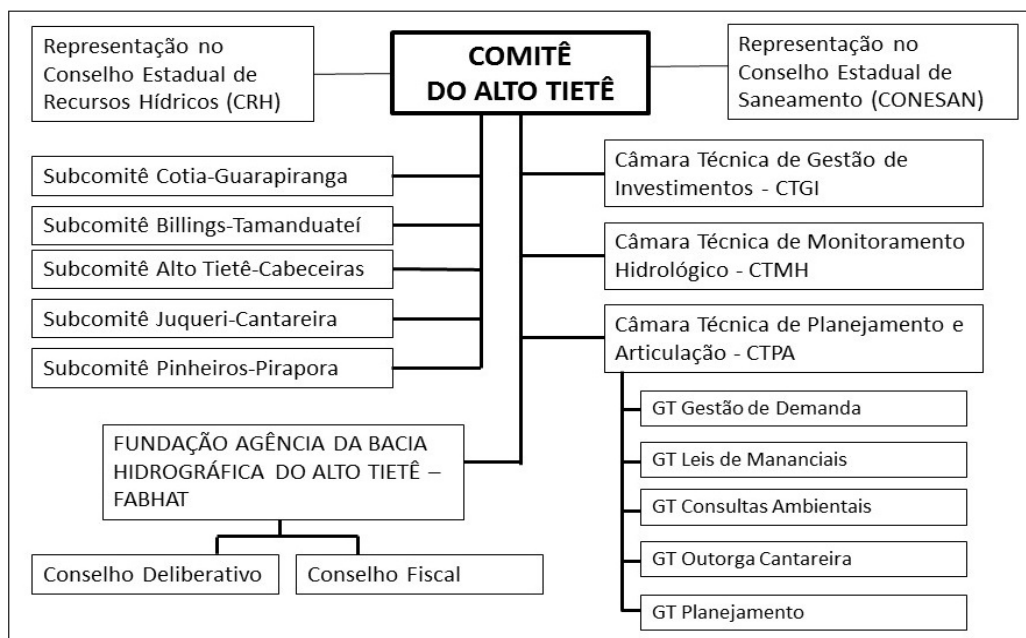 Representação no
Conselho Estadual de
Recursos Hídricos (CRH)
COMITÊ
DO ALTO TIETÊ
Representação no
Conselho Estadual de
Saneamento (CONESAN)
Subcomitê Cotia-Guarapiranga
Subcomitê Billings-Tamanduateí
Subcomitê Alto Tietê-Cabeceiras
Subcomitê Juqueri-Cantareira
Subcomitê Pinheiros-Pirapora
Câmara Técnica de Gestão de
Investimentos - CTGI
Câmara Técnica de Monitoramento
Hidrológico - CTMH
Câmara Técnica de Planejamento e
Articulação - CTPA
GT Gestão de Demanda
GT Leis de Mananciais
GT Consultas Ambientais
GT Outorga Cantareira
GT Planejamento
FUNDAÇÃO AGÊNCIA DA BACIA
HIDROGRÁFICA DO ALTO TIETÊ –
FABHAT
Conselho Deliberativo
Conselho Fiscal